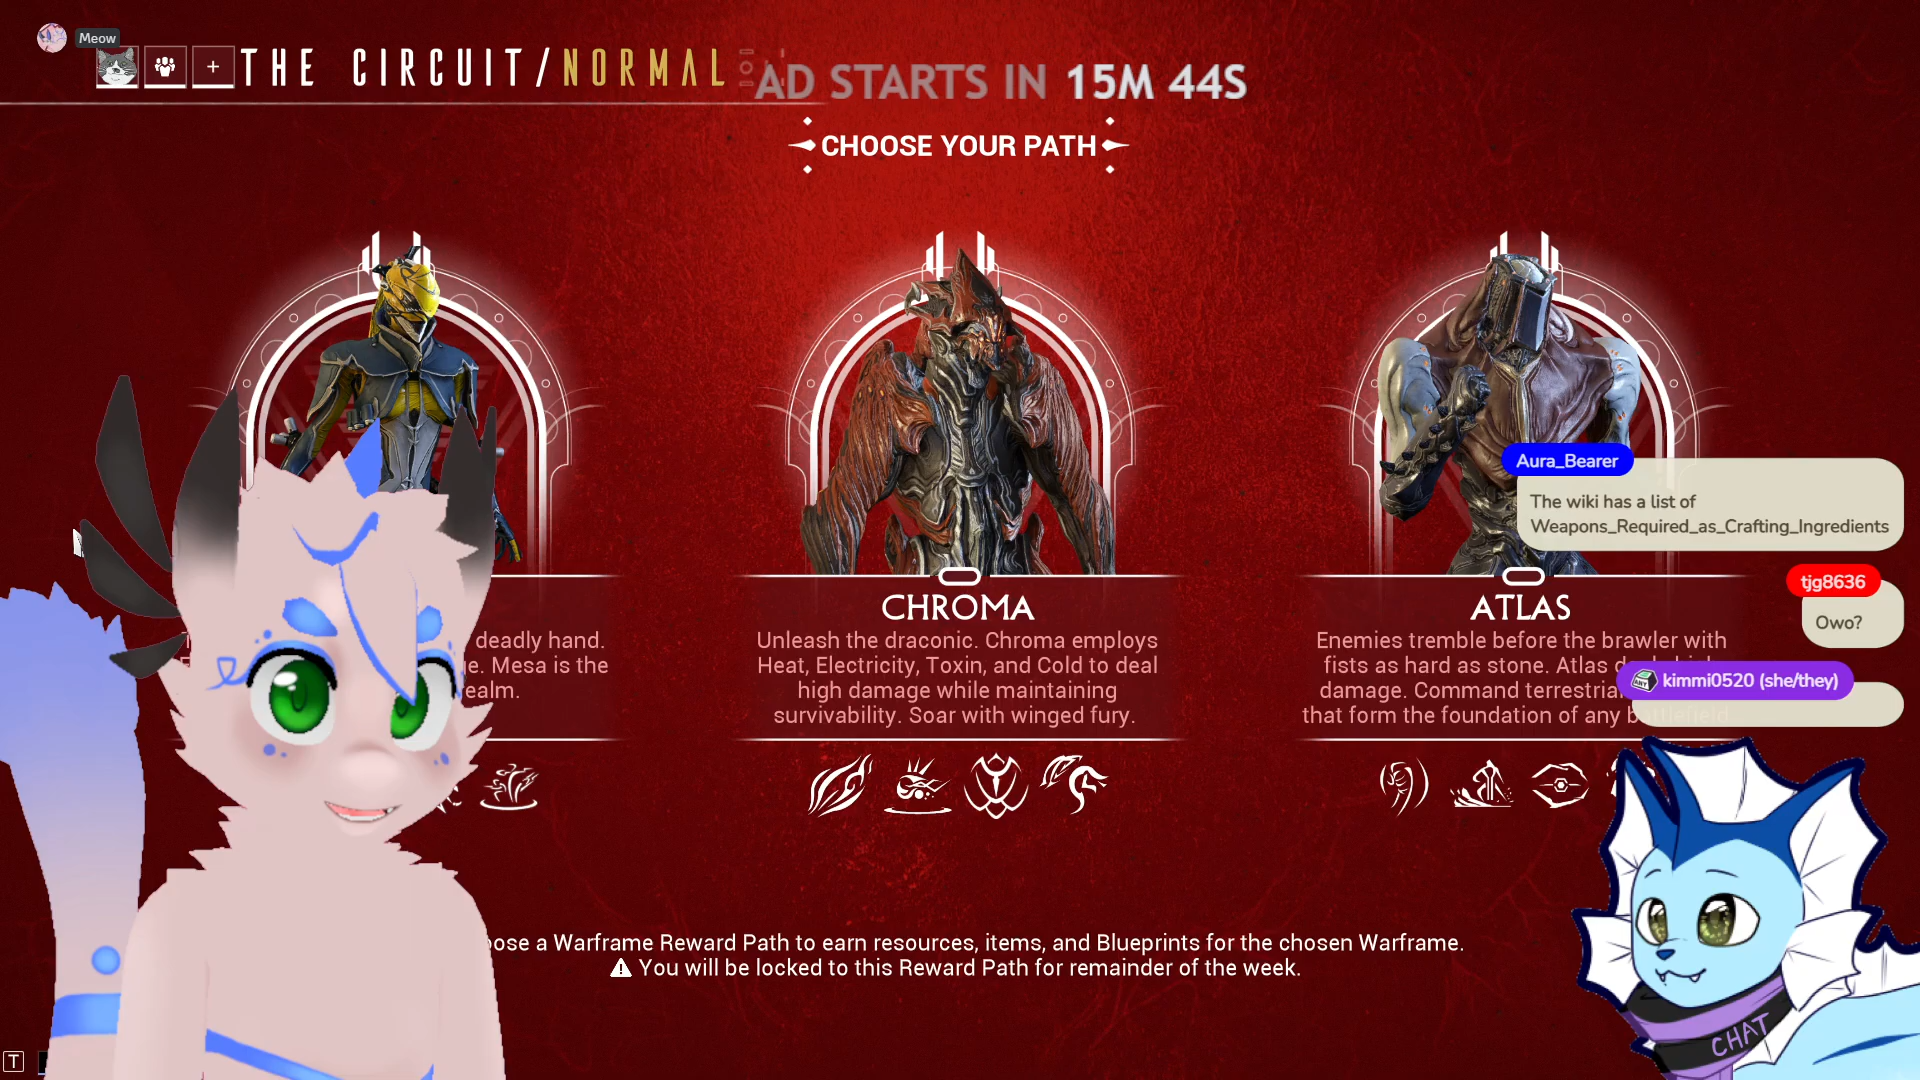 Meow
THE CIRCUIT/NORMAL
AD STARTS IN 15M 44S
CHOOSE YOUR PATH
deadly hand.
Mesa is the
realm.
CHROMA
Unleash the draconic. Chroma employs
Heat, Electricity, Toxin, and Cold to deal
high damage while maintaining
survivability. Soar with winged fury.
ATLAS
Enemies tremble before the brawler with
fists as hard as stone. Atlas
damage. Command
that form the foundation of any battlefield
Aura_Bearer
The wiki has a list of
Weapons_Required_as_Crafting_Ingredients
tjg8636
Owo?
kimmi0520 (she/they)
a Warframe Reward Path to earn resources, items, and Blueprints for the chosen Warframe.
You will be locked to this Reward Path for remainder of the week.
CHAT
T